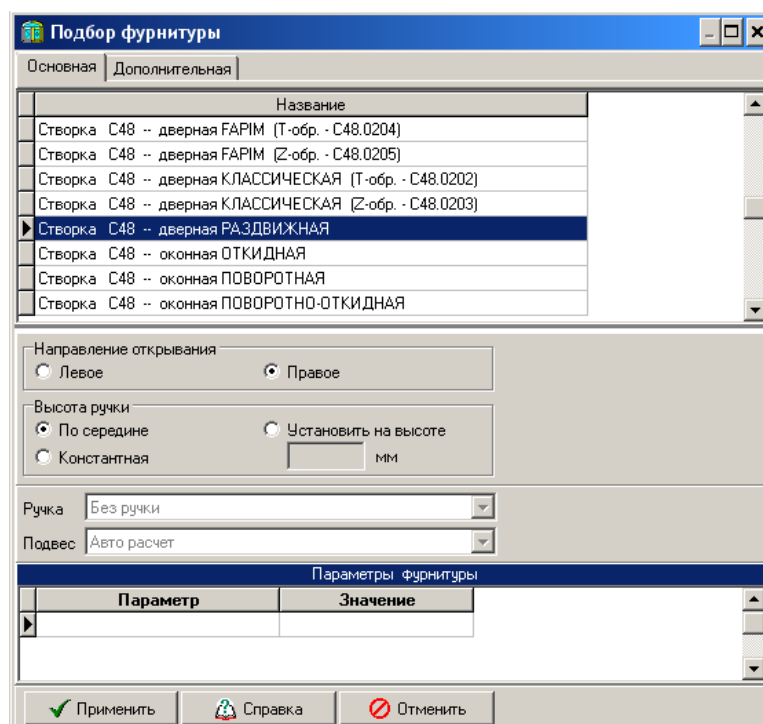 Подбор фурнитуры
Основная Дополнительная
Название
Створка С48 -- дверная FAPIM (Т-обр. - С48.0204)
Створка С48 -- дверная FAPIM (Z-обр. - С48.0205)
Створка С48 -- дверная КЛАССИЧЕСКАЯ (Т-обр. - С48.0202)
Створка С48 -- дверная КЛАССИЧЕСКАЯ (Z-обр. - С48.0203)
Створка С48 -- дверная РАЗДВИЖНАЯ
Створка С48 -- оконная ОТКИДНАЯ
Створка С48 -- оконная ПОВОРОТНАЯ
Створка С48 -- оконная ПОВОРОТНО-ОТКИДНАЯ
Направление открывания
Левое Правое
Высота ручки
По середине Установить на высоте
Константная мм
Ручка Без ручки
Подвес Авто расчет
Параметры фурнитуры
Параметр Значение
Применить Справка Отменить